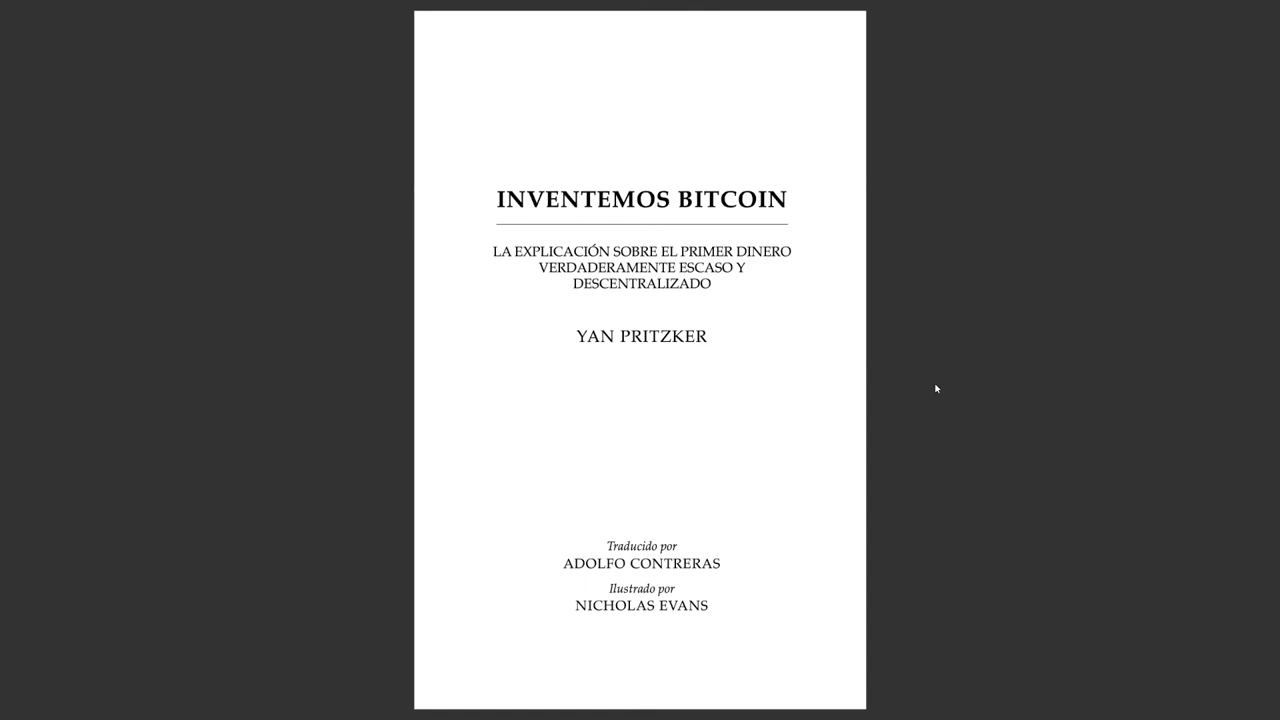 INVENTEMOS BITCOIN
LA EXPLICACIÓN SOBRE EL PRIMER DINERO
VERDADERAMENTE ESCASO Y
DESCENTRALIZADO
YAN PRITZKER
Traducido por
ADOLFO CONTRERAS
Ilustrado por
NICHOLAS EVANS